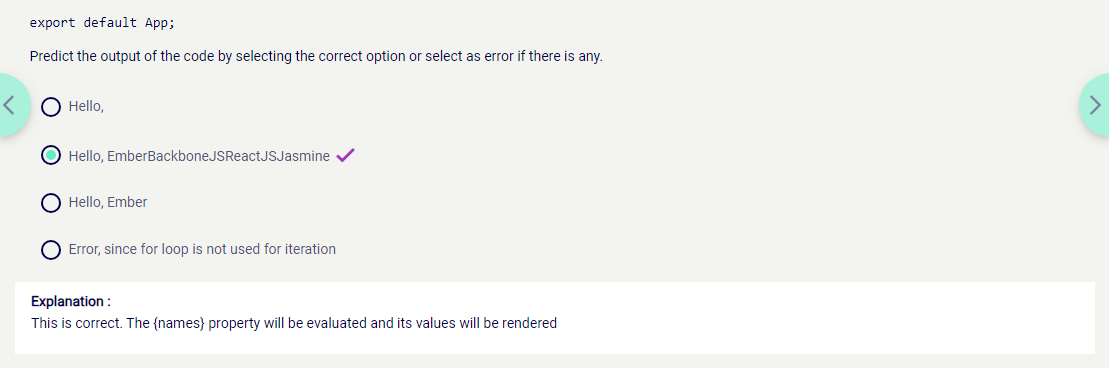 export default App;
Predict the output of the code by selecting the correct option or select as error if there is any.
Hello,
Hello, EmberBackboneJSReactJSJasmine
Hello, Ember
Error, since for loop is not used for iteration
Explanation :
This is correct. The {names} property will be evaluated and its values will be rendered